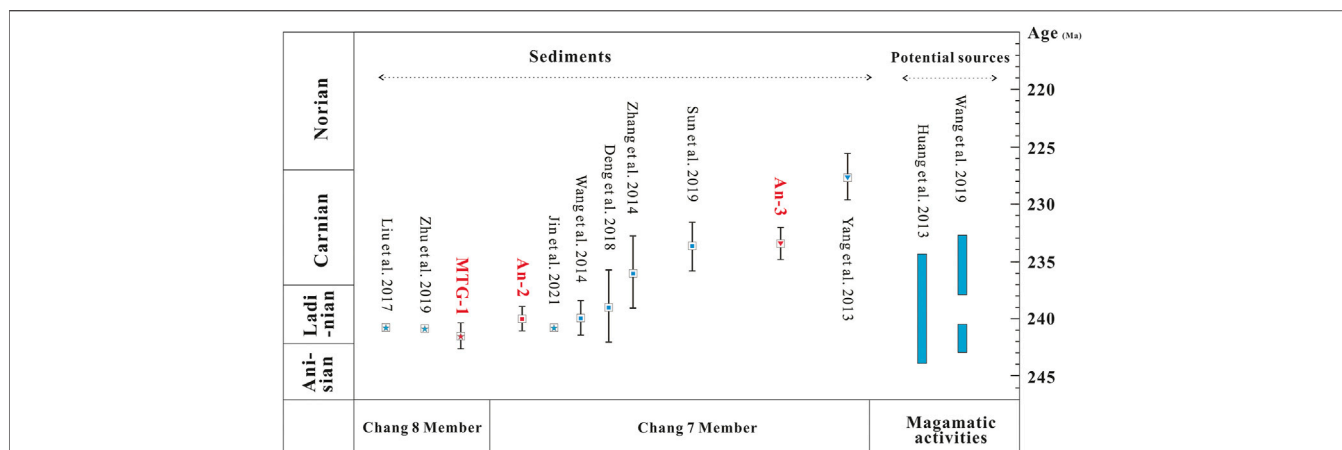 Age (Ma)
Sediments
Potential sources
220
225
230
235
240
245
Norian
Carnian
Ladi
-nian
Ani-
sian
Liu et al. 2017
Zhu et al. 2019
MTG-1
An-2
Jin et al. 2021
Wang et al. 2014
Deng et al. 2018
Zhang et al. 2014
Sun et al. 2019
An-3
Yang et al. 2013
Huang et al. 2013
Wang et al. 2019
Chang 8 Member
Chang 7 Member
Magamatic
activities